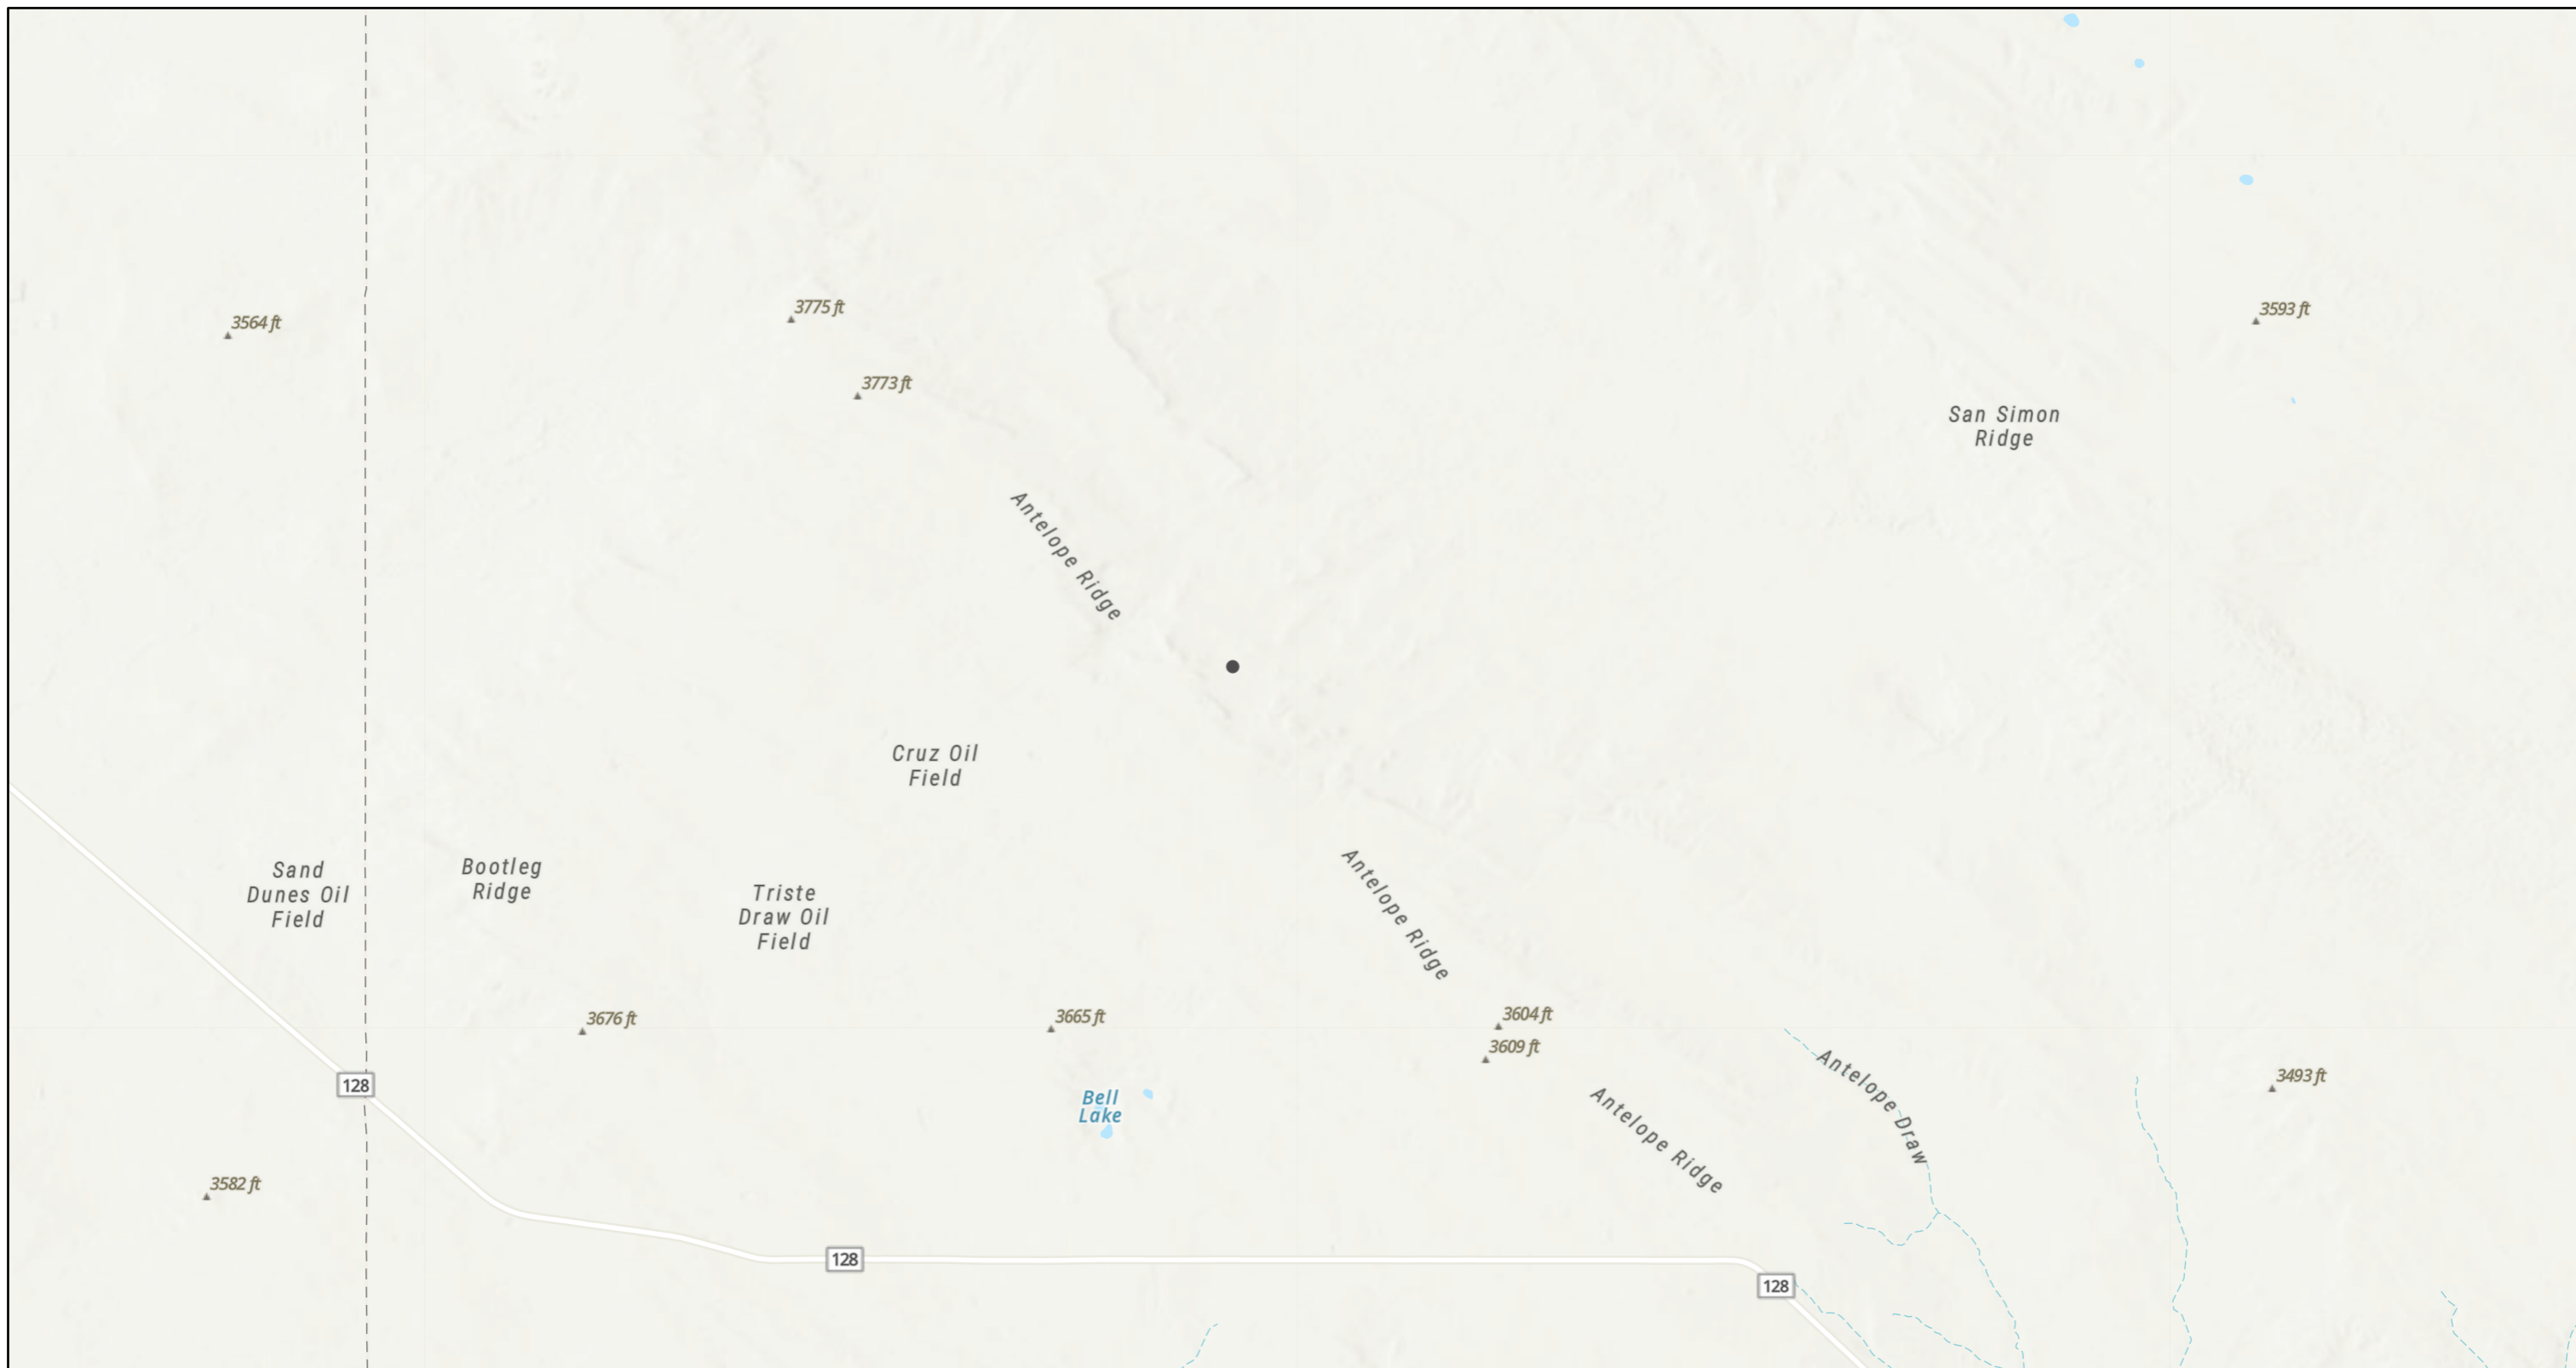 3775 ft
3593 ft
3564 ft
3773 ft
San Simon
Ridge
Antelope Ridge
Cruz Oil
Field
Sand
Dunes Oil
Field
Bootleg
Ridge
Triste
Draw Oil
Field
Antelope Ridge
3676 ft
3665 ft
3604 ft
3609 ft
128
Bell
Lake
Antelope Ridge
Antelope Draw
3493 ft
3582 ft
128
128